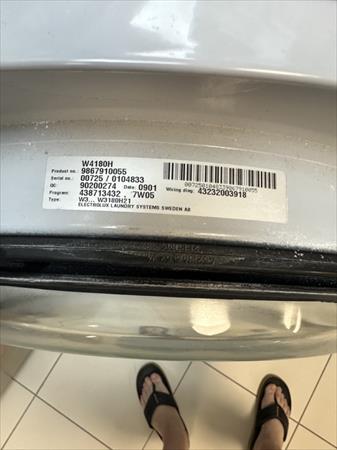 W4180H
Product no. 9867910055
Serial no.: 00725 / 0104833
OC: 90200274 Date: 0901
Program: 438713432 7W05
Type: W3... W3180H21
ELECTROLUX LAUNDRY SYSTEMS SWEDEN AB
Wiring diag: 43232003918